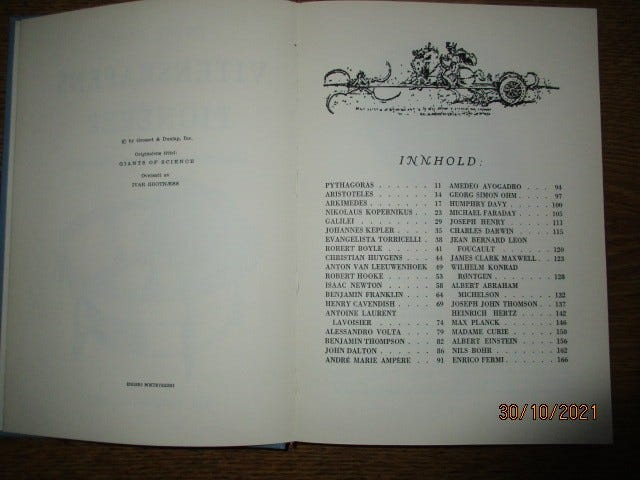 © by Grosset & Dunlap, Inc.
Originalens tittel:
GIANTS OF SCIENCE
Oversatt av
IVAR GROTNÆSS
INNHOLD:
PYTHAGORAS . . . . . . 11
ARISTOTELES . . . . . . 14
ARKIMEDES . . . . . . 17
NIKOLAUS KOPERNIKUS . . 23
GALILEI . . . . . . 29
JOHANNES KEPLER . . . . 35
EVANGELISTA TORRICELLI . 38
ROBERT BOYLE . . . . . 41
CHRISTIAN HUYGENS . . . 44
ANTON VAN LEEUWENHOEK 49
ROBERT HOOKE . . . . . 53
ISAAC NEWTON . . . . . 58
BENJAMIN FRANKLIN . . . 64
HENRY CAVENDISH . . . . 69
ANTOINE LAURENT
LAVOISIER . . . . . 74
ALESSANDRO VOLTA . . . 79
BENJAMIN THOMPSON . . . 82
JOHN DALTON . . . . . 86
ANDRÉ MARIE AMPÈRE . . 91
AMEDEO AVOGADRO . . . 94
GEORG SIMON OHM . . . 97
HUMPHRY DAVY . . . . 100
MICHAEL FARADAY . . . 105
JOSEPH HENRY . . . . 111
CHARLES DARWIN . . . 115
JEAN BERNARD LEON
FOUCAULT . . . . . 120
JAMES CLARK MAXWELL . . 123
WILHELM KONRAD
RØNTGEN . . . . . 128
ALBERT ABRAHAM
MICHELSON . . . . . 132
JOSEPH JOHN THOMSON . 137
HEINRICH HERTZ . . . 142
MAX PLANCK . . . . . 146
MADAME CURIE . . . . 150
ALBERT EINSTEIN . . . 156
NILS BOHR . . . . . 162
ENRICO FERMI . . . . 166
30/10/2021